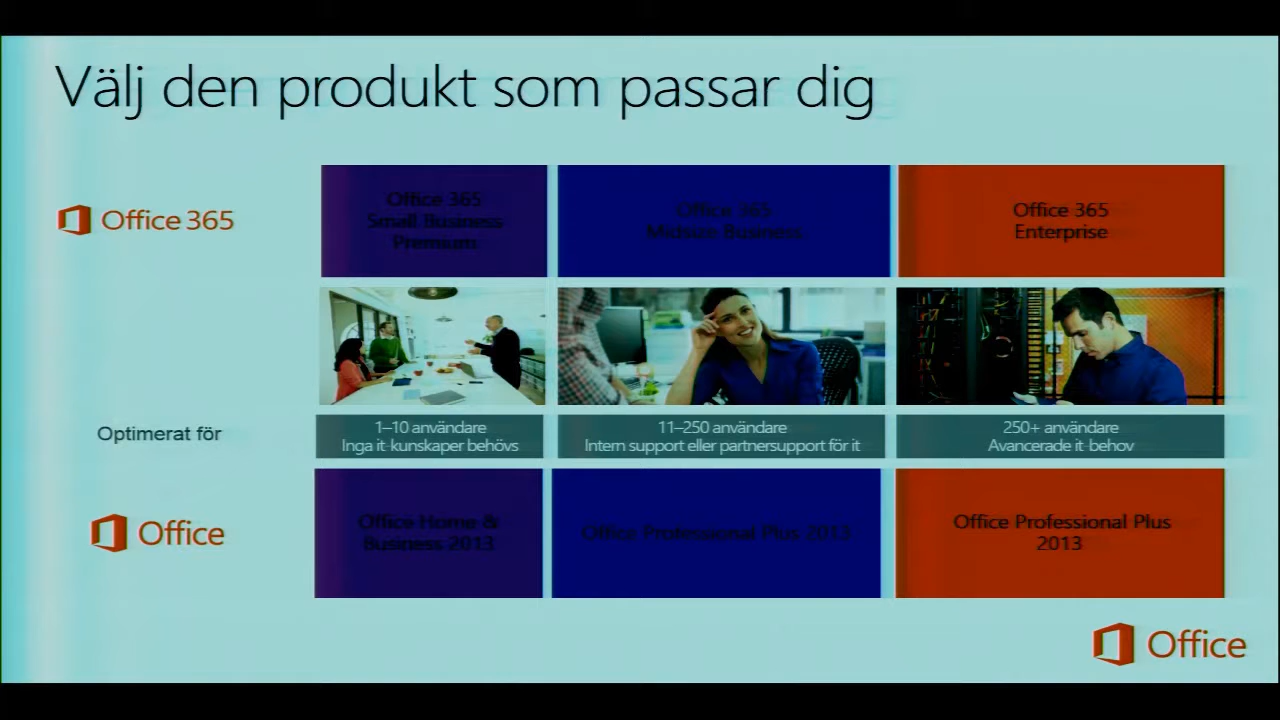 Välj den produkt som passar dig
Office 365
Office 365
Small Business
Premium
Office 365
Midsize Business
Office 365
Enterprise
Optimerat för
1–10 användare
Inga it-kunskaper behövs
11–250 användare
Intern support eller partnersupport för it
250+ användare
Avancerade it-behov
Office
Office Home &
Business 2013
Office Professional Plus 2013
Office Professional Plus
2013
Office